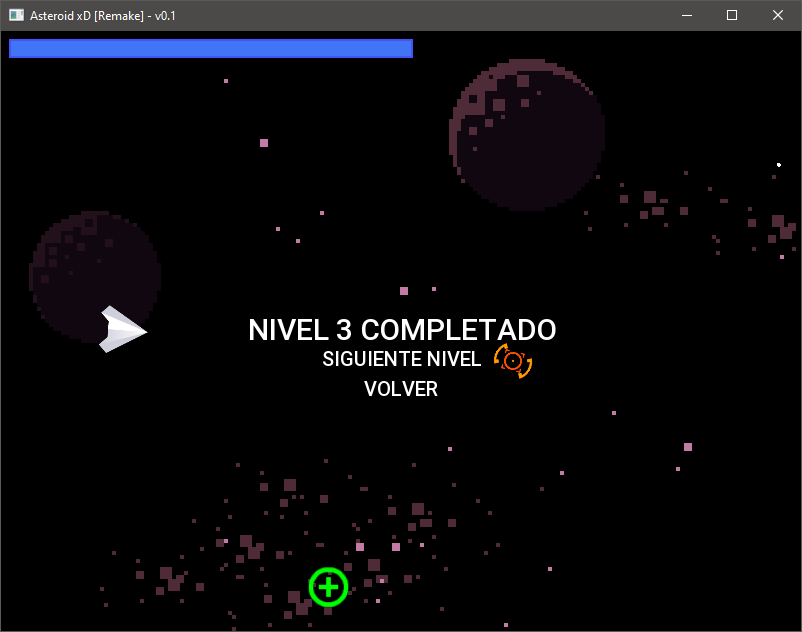 Asteroid xD [Remake] - v0.1
NIVEL 3 COMPLETADO
SIGUIENTE NIVEL
VOLVER